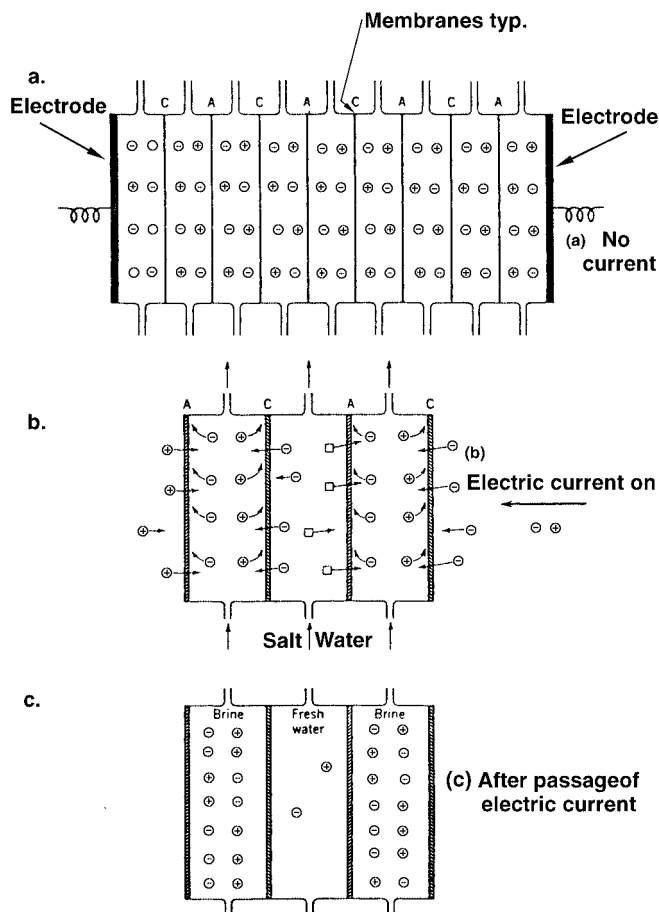 Membranes typ.
a.
C A C A C A C A
Electrode
Electrode
(a) No
current
b.
A C A C
(b)
Electric current on
Salt Water
c.
Brine Fresh Brine
water
(c) After passageof
electric current